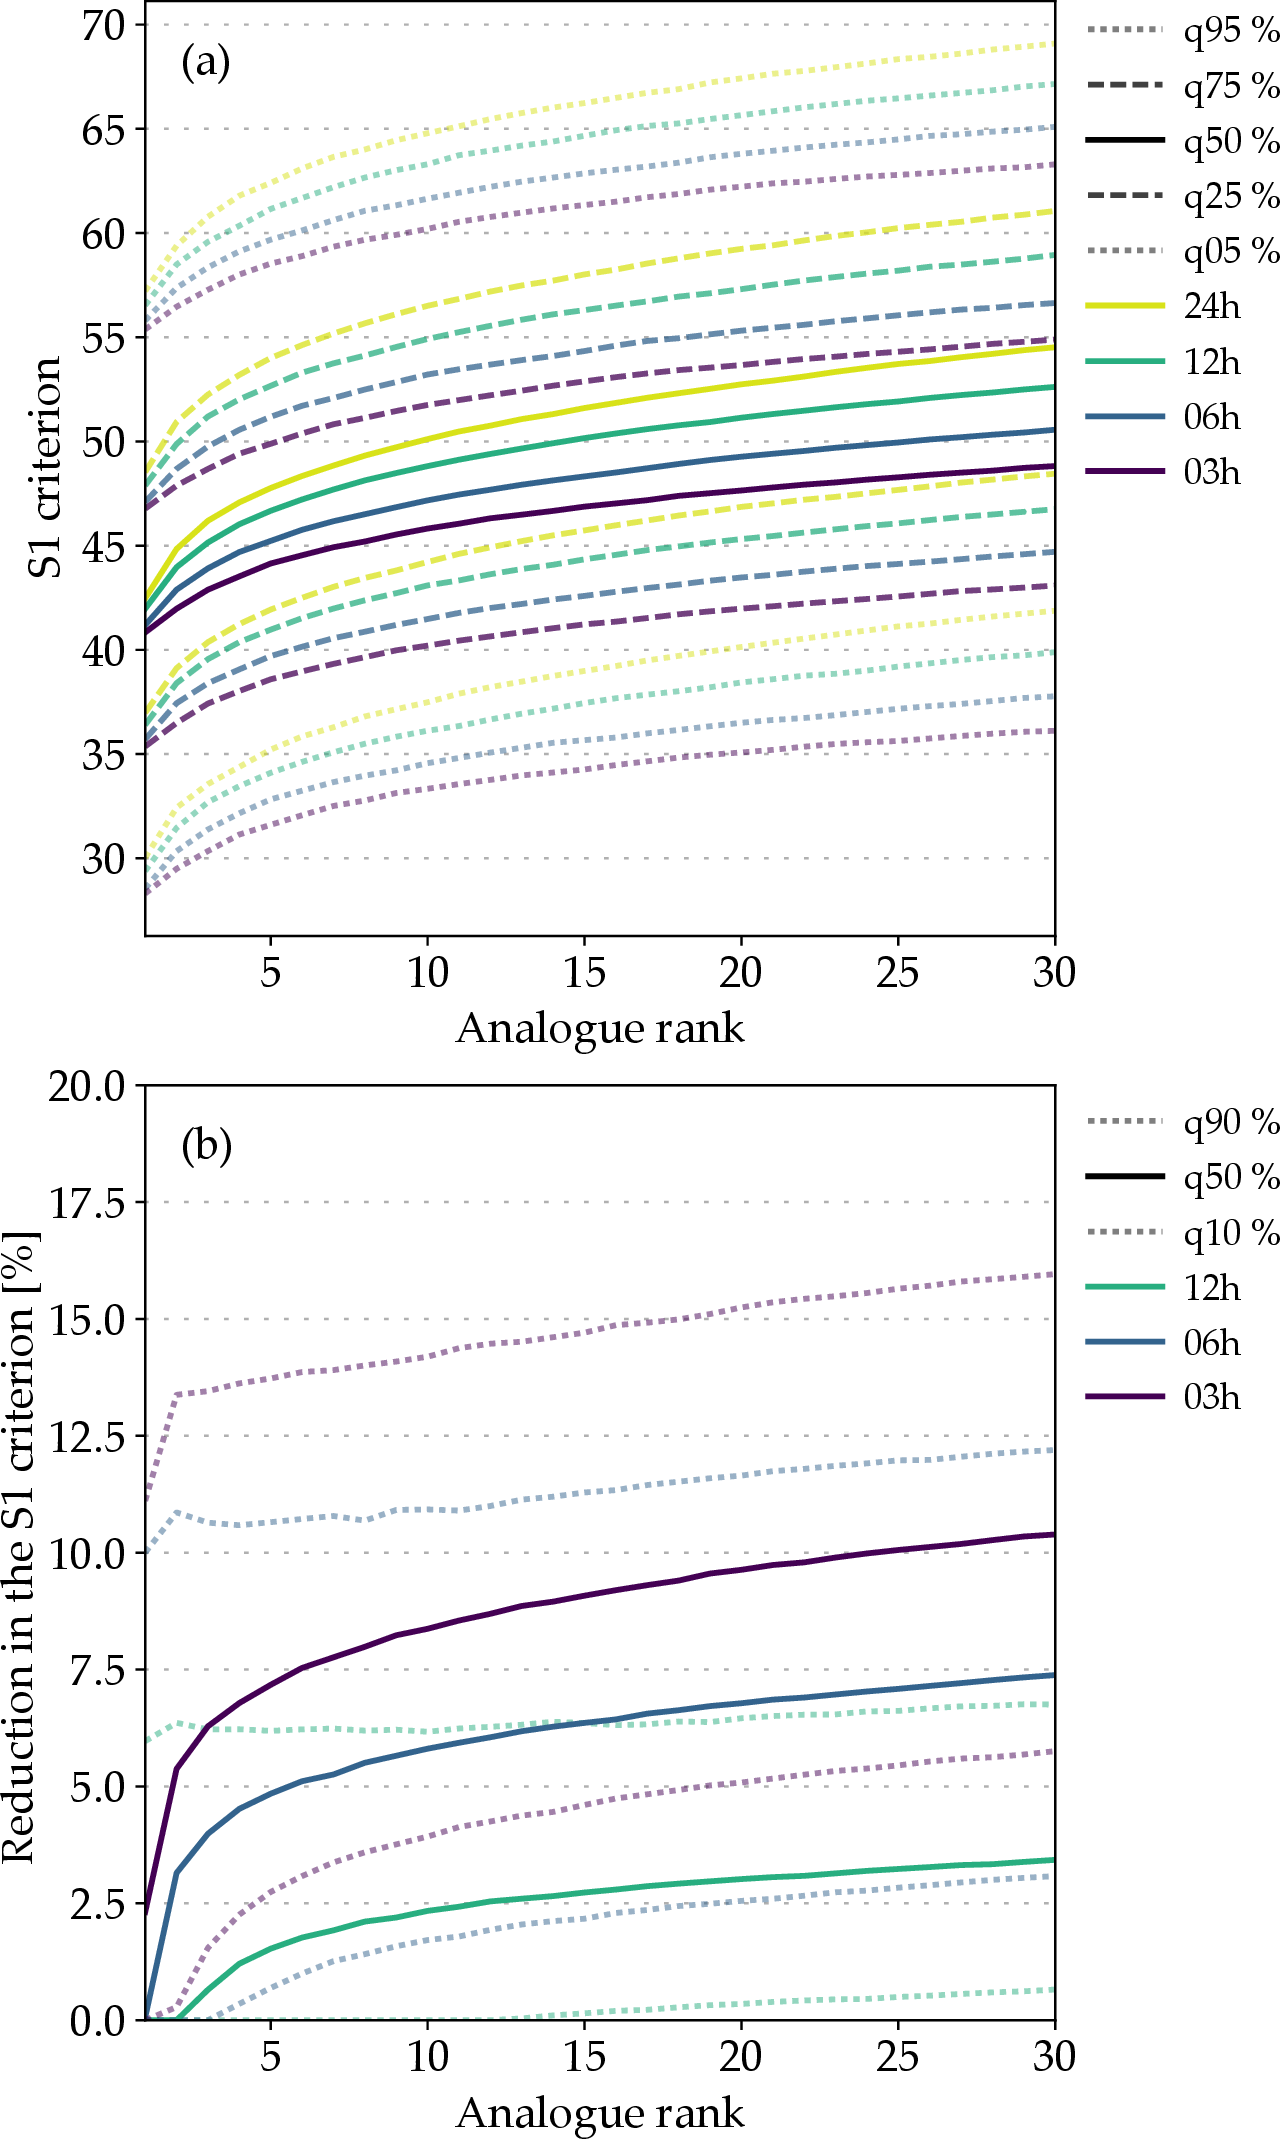 (a)
S1 criterion
70
65
60
55
50
45
40
35
30
5 10 15 20 25 30
Analogue rank
q95 %
q75 %
q50 %
q25 %
q05 %
24h
12h
06h
03h
(b)
Reduction in the S1 criterion [%]
20.0
17.5
15.0
12.5
10.0
7.5
5.0
2.5
0.0
5 10 15 20 25 30
Analogue rank
q90 %
q50 %
q10 %
12h
06h
03h